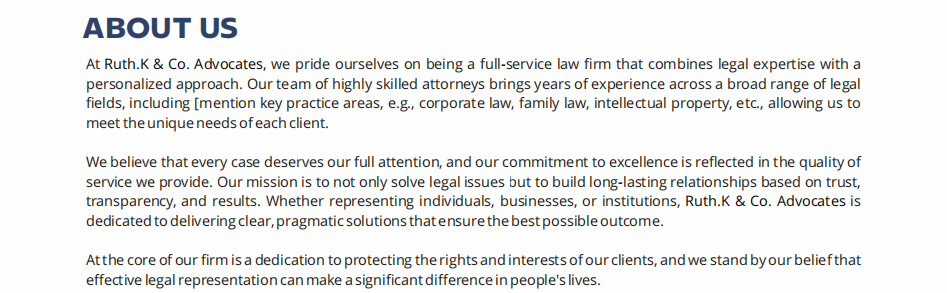 ABOUT US
At Ruth.K & Co. Advocates, we pride ourselves on being a full-service law firm that combines legal expertise with a
personalized approach. Our team of highly skilled attorneys brings years of experience across a broad range of legal
fields, including [mention key practice areas, e.g., corporate law, family law, intellectual property, etc., allowing us to
meet the unique needs of each client.
We believe that every case deserves our full attention, and our commitment to excellence is reflected in the quality of
service we provide. Our mission is to not only solve legal issues but to build long-lasting relationships based on trust,
transparency, and results. Whether representing individuals, businesses, or institutions, Ruth.K & Co. Advocates is
dedicated to delivering clear, pragmatic solutions that ensure the best possible outcome.
At the core of our firm is a dedication to protecting the rights and interests of our clients, and we stand by our belief that
effective legal representation can make a significant difference in people's lives.